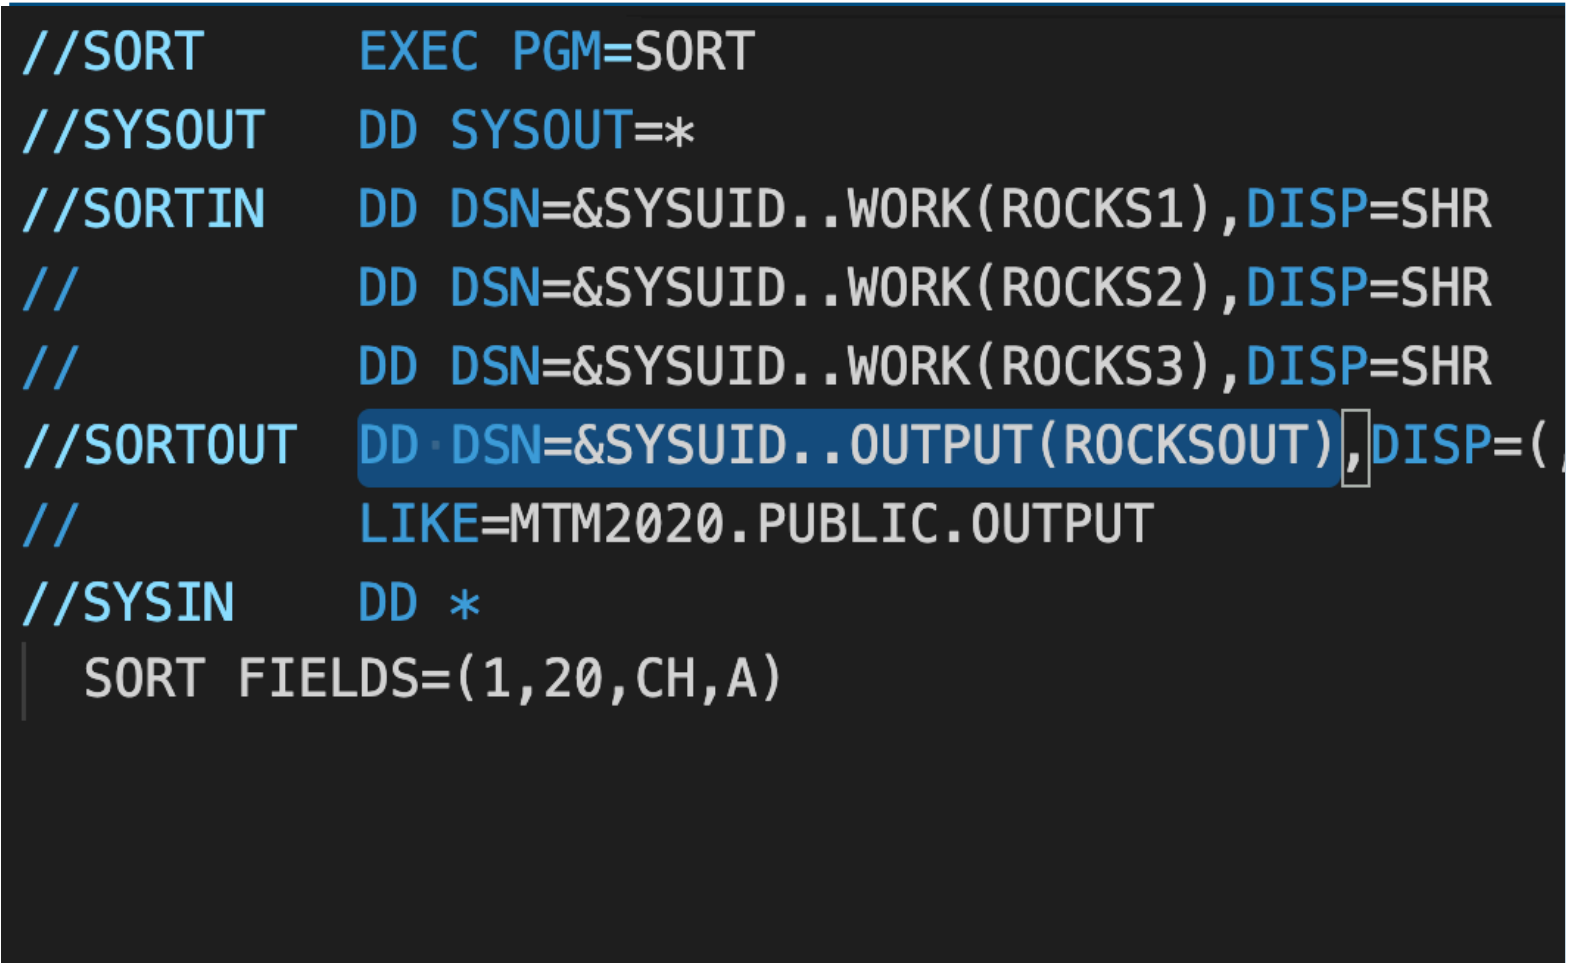 //SORT     EXEC PGM=SORT
//SYSOUT   DD SYSOUT=*
//SORTIN   DD DSN=&SYSUID..WORK(ROCKS1),DISP=SHR
//         DD DSN=&SYSUID..WORK(ROCKS2),DISP=SHR
//         DD DSN=&SYSUID..WORK(ROCKS3),DISP=SHR
//SORTOUT  DD DSN=&SYSUID..OUTPUT(ROCKSOUT),DISP=(,
//         LIKE=MTM2020.PUBLIC.OUTPUT
//SYSIN    DD *
  SORT FIELDS=(1,20,CH,A)